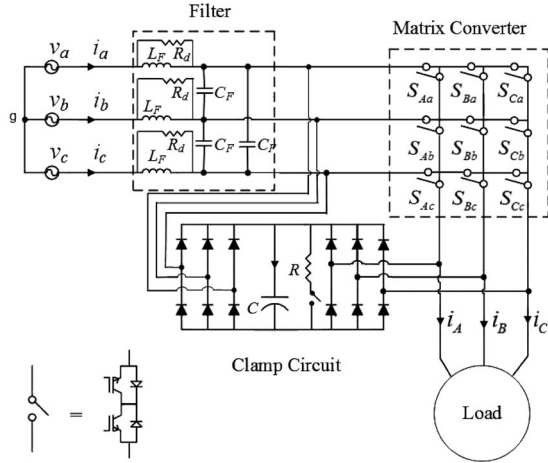 Filter
Matrix Converter
v_a i_a L_F R_d
S_Aa S_Ba S_Ca
C_F
R_d
g v_b i_b L_F
S_Ab S_Bb S_Cb
R_d C_F C_F
v_c i_c L_F
S_Ac S_Bc S_Cc
R
C
i_A i_B i_C
Clamp Circuit
Load
=